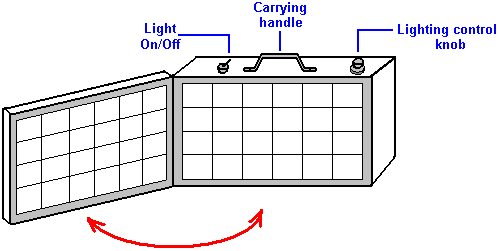 Light
On/Off
Carrying
handle
Lighting control
knob